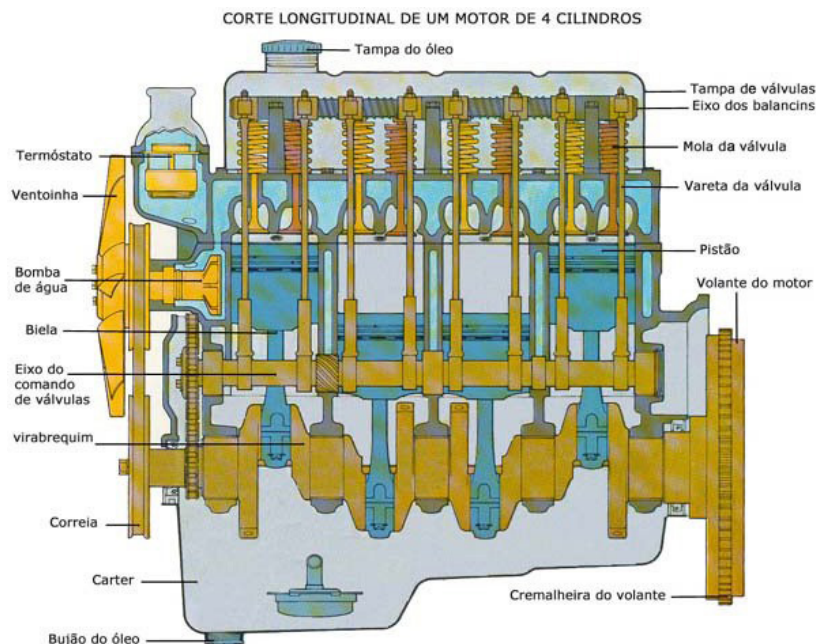 CORTE LONGITUDINAL DE UM MOTOR DE 4 CILINDROS
Tampa do óleo
Tampa de válvulas
Eixo dos balancins
Termóstato
Mola da válvula
Ventoinha
Vareta da válvula
Pistão
Bomba
de água
Volante do motor
Biela
Eixo do
comando
de válvulas
virabrequim
Correia
Carter
Cremalheira do volante
Bujão do óleo